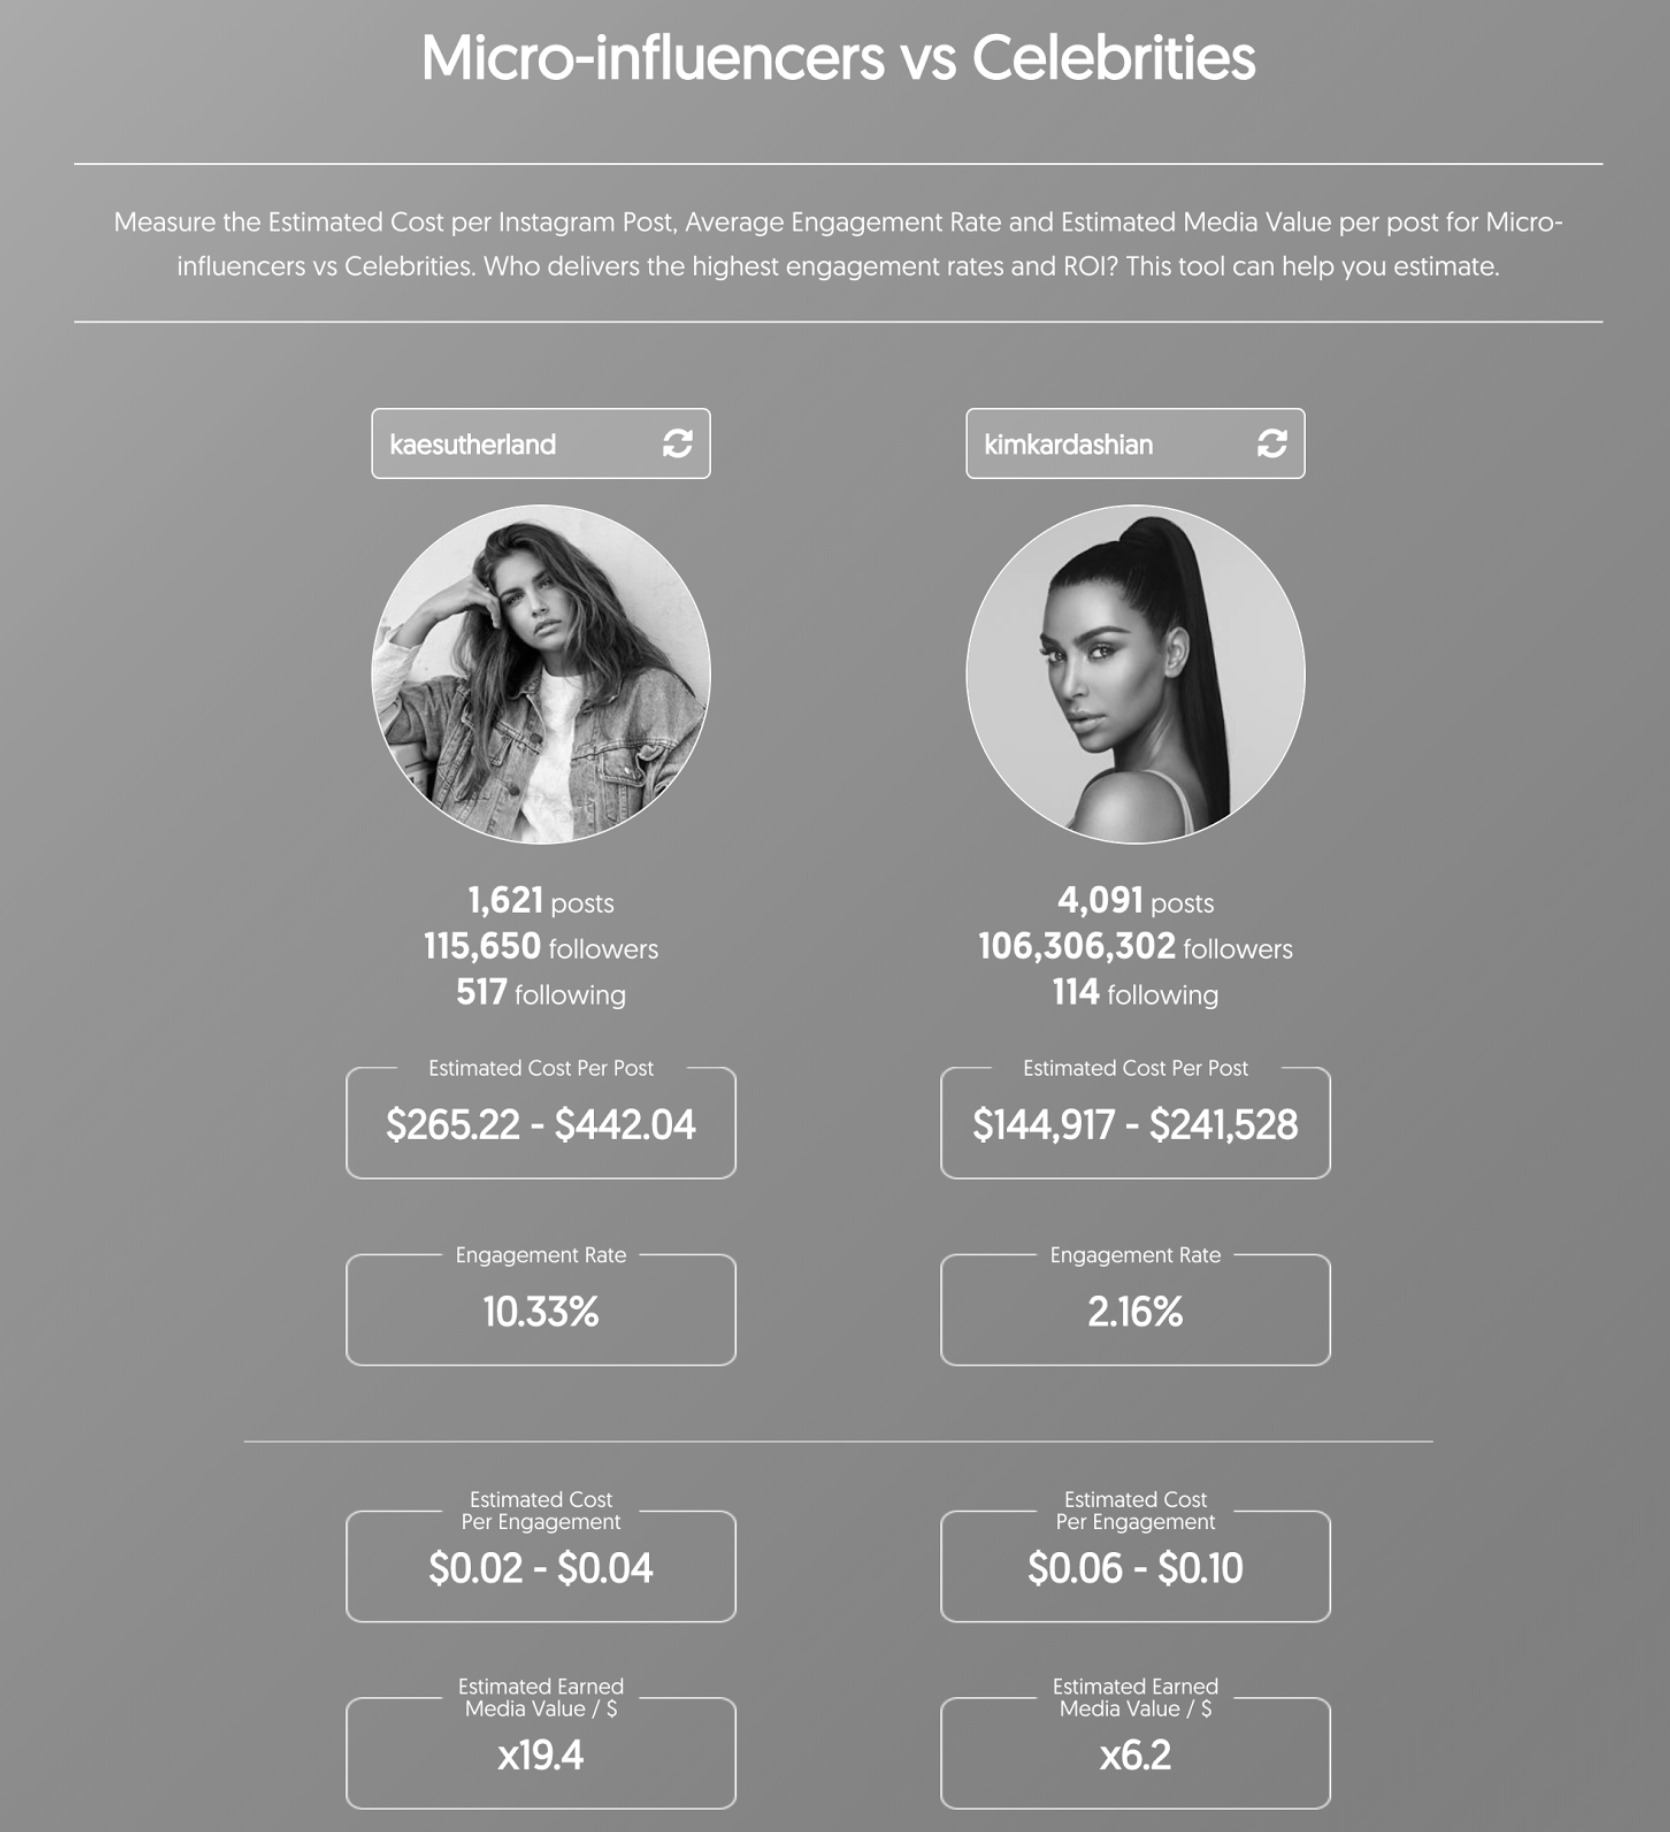 Micro-influencers vs Celebrities
Measure the Estimated Cost per Instagram Post, Average Engagement Rate and Estimated Media Value per post for Micro-
influencers vs Celebrities. Who delivers the highest engagement rates and ROI? This tool can help you estimate.
kaesutherland
1,621 posts
115,650 followers
517 following
Estimated Cost Per Post
$265.22 - $442.04
Engagement Rate
10.33%
Estimated Cost
Per Engagement
$0.02 - $0.04
Estimated Earned
Media Value / $
x19.4
kimkardashian
4,091 posts
106,306,302 followers
114 following
Estimated Cost Per Post
$144,917 - $241,528
Engagement Rate
2.16%
Estimated Cost
Per Engagement
$0.06 - $0.10
Estimated Earned
Media Value / $
x6.2